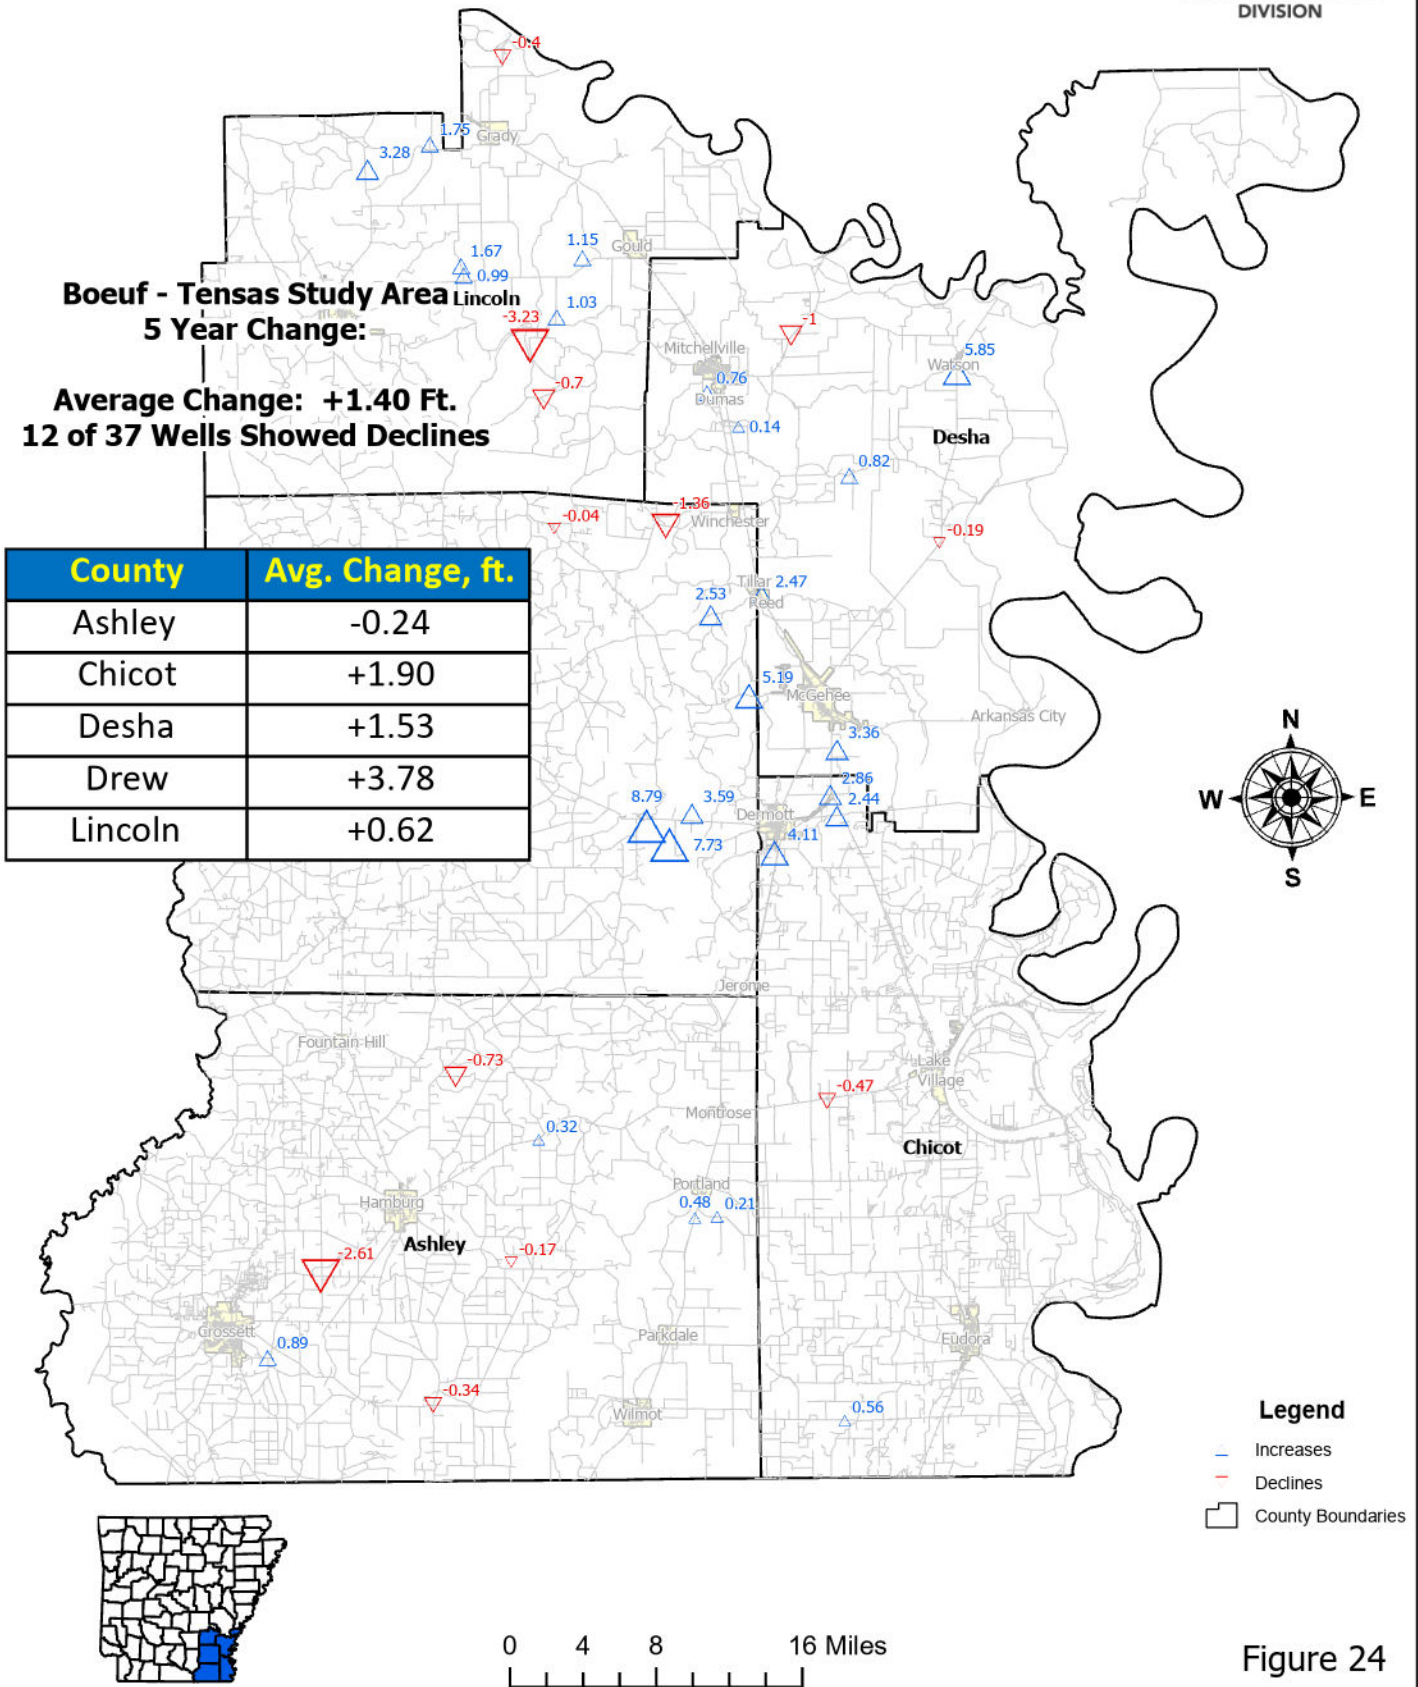 DIVISION
-0.4
1.75
Grady
3.28
1.67
1.15
Gould
0.99
Boeuf - Tensas Study Area
Lincoln
5 Year Change:
1.03
-3.23
-1
Mitchellville
5.85
Watson
-0.7
0.76
Dumas
Average Change: +1.40 Ft.
12 of 37 Wells Showed Declines
0.14
Desha
0.82
-0.04
-1.36
Winchester
-0.19
County Avg. Change, ft.
Ashley -0.24
Chicot +1.90
Desha +1.53
Drew +3.78
Lincoln +0.62
Tillar
2.47
2.53
Reed
5.19
McGehee
Arkansas City
3.36
2.86
2.44
8.79
3.59
Dermott
4.11
7.73
N
W E
S
Jerome
Fountain Hill
-0.73
Lake
Village
-0.47
Montrose
0.32
Chicot
Portland
0.48
0.21
Hamburg
Ashley
-0.17
-2.61
Crossett
Parkdale
Eudora
0.89
-0.34
Wilmot
0.56
Legend
Increases
Declines
County Boundaries
0 4 8 16 Miles
Figure 24